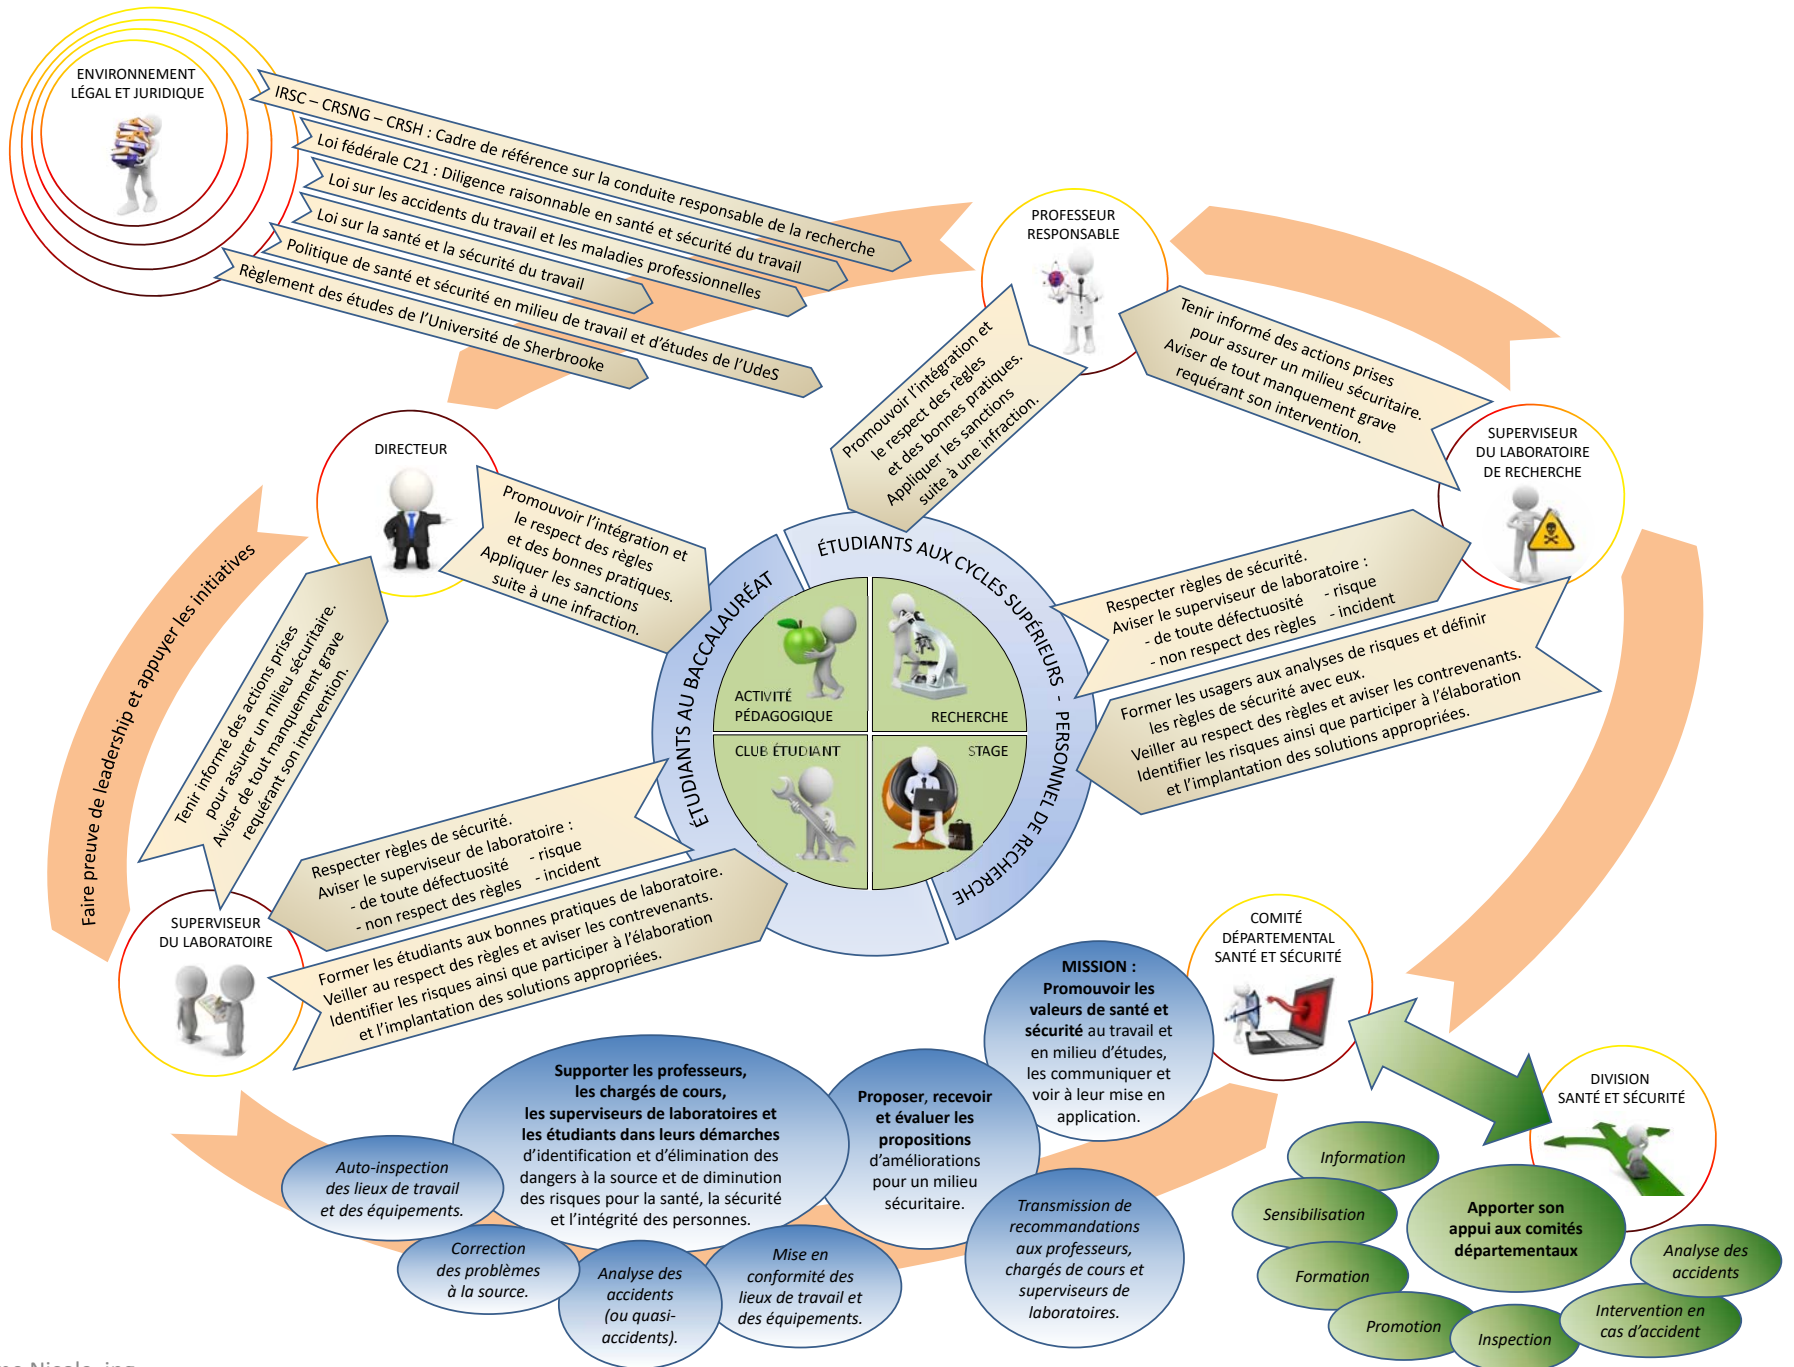 ENVIRONNEMENT
LÉGAL ET JURIDIQUE
IRSC – CRSNG – CRSH : Cadre de référence sur la conduite responsable de la recherche
Loi fédérale C21 : Diligence raisonnable en santé et sécurité du travail
Loi sur les accidents du travail et les maladies professionnelles
Loi sur la santé et la sécurité du travail
Politique de santé et sécurité en milieu de travail et d'études de l'UdeS
Règlement des études de l'Université de Sherbrooke
PROFESSEUR
RESPONSABLE
Promouvoir l'intégration et
le respect des règles
et des bonnes pratiques.
Appliquer les sanctions
suite à une infraction.
Tenir informé des actions prises
pour assurer un milieu sécuritaire.
Aviser de tout manquement grave
requérant son intervention.
SUPERVISEUR
DU LABORATOIRE
DE RECHERCHE
Respecter règles de sécurité.
Aviser le superviseur de laboratoire :
- de toute défectuosité - risque
- non respect des règles - incident
Former les usagers aux analyses de risques et définir
les règles de sécurité avec eux.
Veiller au respect des règles et aviser les contrevenants.
Identifier les risques ainsi que participer à l'élaboration
et l'implantation des solutions appropriées.
DIRECTEUR
Promouvoir l'intégration et
le respect des règles
et des bonnes pratiques.
Appliquer les sanctions
suite à une infraction.
Faire preuve de leadership et appuyer les initiatives
Tenir informé des actions prises
pour assurer un milieu sécuritaire.
Aviser de tout manquement grave
requérant son intervention.
ÉTUDIANTS AU BACCALAURÉAT
ÉTUDIANTS AUX CYCLES SUPÉRIEURS - PERSONNEL DE RECHERCHE
ACTIVITÉ
PÉDAGOGIQUE
RECHERCHE
CLUB ÉTUDIANT
STAGE
SUPERVISEUR
DU LABORATOIRE
Respecter règles de sécurité.
Aviser le superviseur de laboratoire :
- de toute défectuosité - risque
- non respect des règles - incident
Former les étudiants aux bonnes pratiques de laboratoire.
Veiller au respect des règles et aviser les contrevenants.
Identifier les risques ainsi que participer à l'élaboration
et l'implantation des solutions appropriées.
COMITÉ
DÉPARTEMENTAL
SANTÉ ET SÉCURITÉ
MISSION :
Promouvoir les
valeurs de santé et
sécurité au travail et
en milieu d'études,
les communiquer et
voir à leur mise en
application.
Proposer, recevoir
et évaluer les
propositions
d'améliorations
pour un milieu
sécuritaire.
Supporter les professeurs,
les chargés de cours,
les superviseurs de laboratoires et
les étudiants dans leurs démarches
d'identification et d'élimination des
dangers à la source et de diminution
des risques pour la santé, la sécurité
et l'intégrité des personnes.
Auto-inspection
des lieux de travail
et des équipements.
Correction
des problèmes
à la source.
Analyse des
accidents
(ou quasi-
accidents).
Mise en
conformité des
lieux de travail et
des équipements.
Transmission de
recommandations
aux professeurs,
chargés de cours et
superviseurs de
laboratoires.
DIVISION
SANTÉ ET SÉCURITÉ
Apporter son
appui aux comités
départementaux
Information
Sensibilisation
Formation
Promotion
Inspection
Intervention en
cas d'accident
Analyse des
accidents
Nicole, ing.